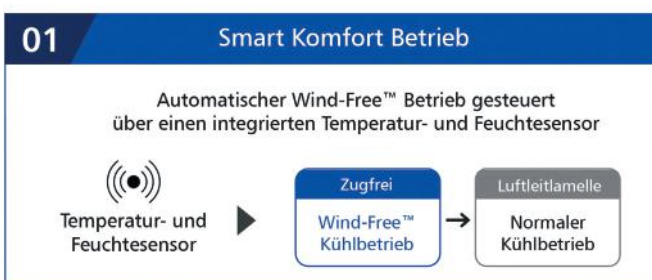 01
Smart Komfort Betrieb
Automatischer Wind-Free™ Betrieb gesteuert
über einen integrierten Temperatur- und Feuchtesensor
Temperatur- und
Feuchtesensor
Zugfrei
Wind-Free™
Kühlbetrieb
Luftleitlamelle
Normaler
Kühlbetrieb